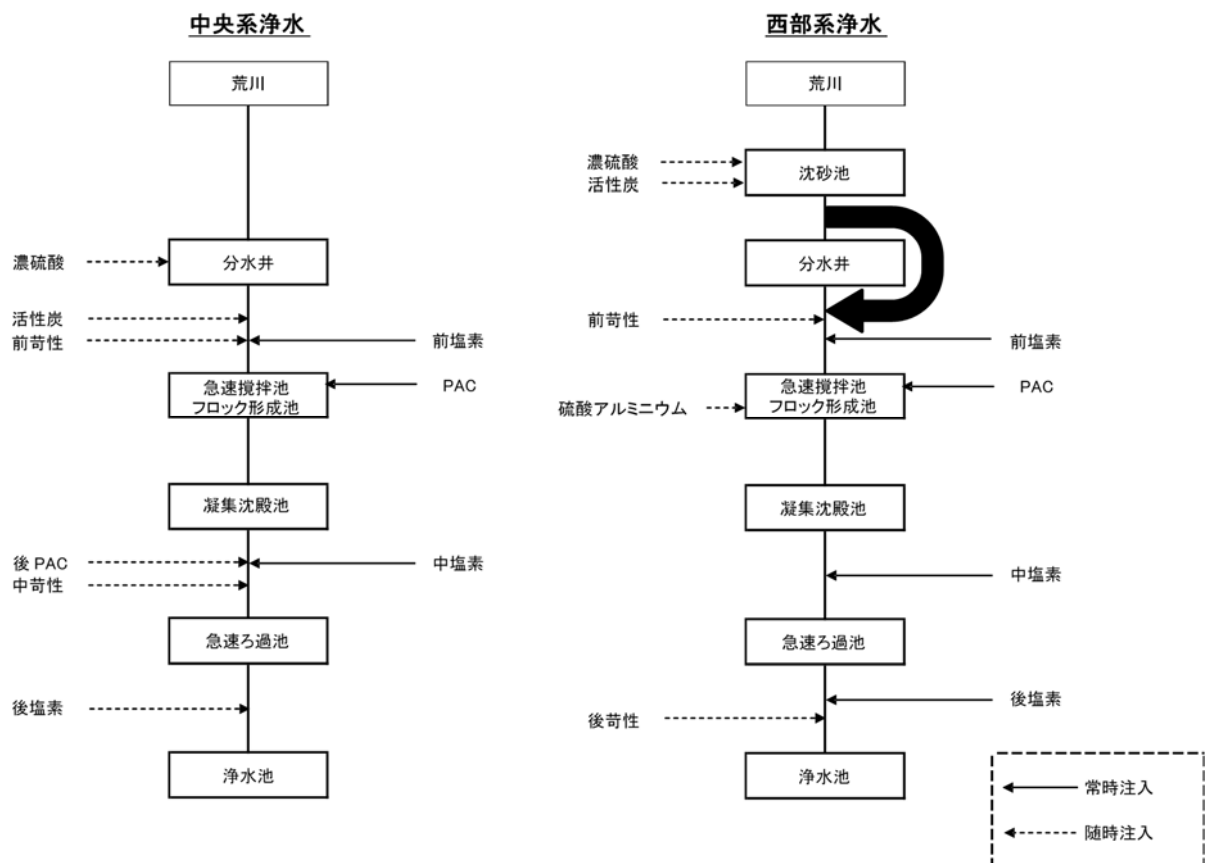 中央系浄水
荒川
濃硫酸
分水井
活性炭
前苛性
前塩素
急速撹拌池
フロック形成池
PAC
凝集沈殿池
後 PAC
中苛性
中塩素
急速ろ過池
後塩素
浄水池
西部系浄水
荒川
濃硫酸
活性炭
沈砂池
分水井
前苛性
前塩素
急速撹拌池
フロック形成池
PAC
硫酸アルミニウム
凝集沈殿池
中塩素
急速ろ過池
後塩素
後苛性
浄水池
常時注入
随時注入